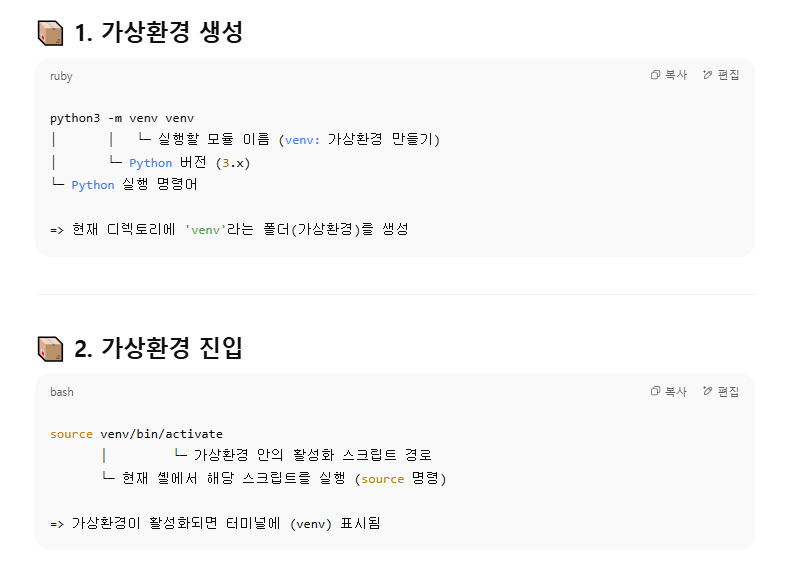 📦 1. 가상환경 생성
ruby 복사 편집
python3 -m venv venv
│       │   └─ 실행할 모듈 이름 (venv: 가상환경 만들기)
│       └─ Python 버전 (3.x)
└─ Python 실행 명령어
=> 현재 디렉토리에 'venv'라는 폴더(가상환경)를 생성
📦 2. 가상환경 진입
bash 복사 편집
source venv/bin/activate
       │         └─ 가상환경 안의 활성화 스크립트 경로
       └─ 현재 셸에서 해당 스크립트를 실행 (source 명령)
=> 가상환경이 활성화되면 터미널에 (venv) 표시됨